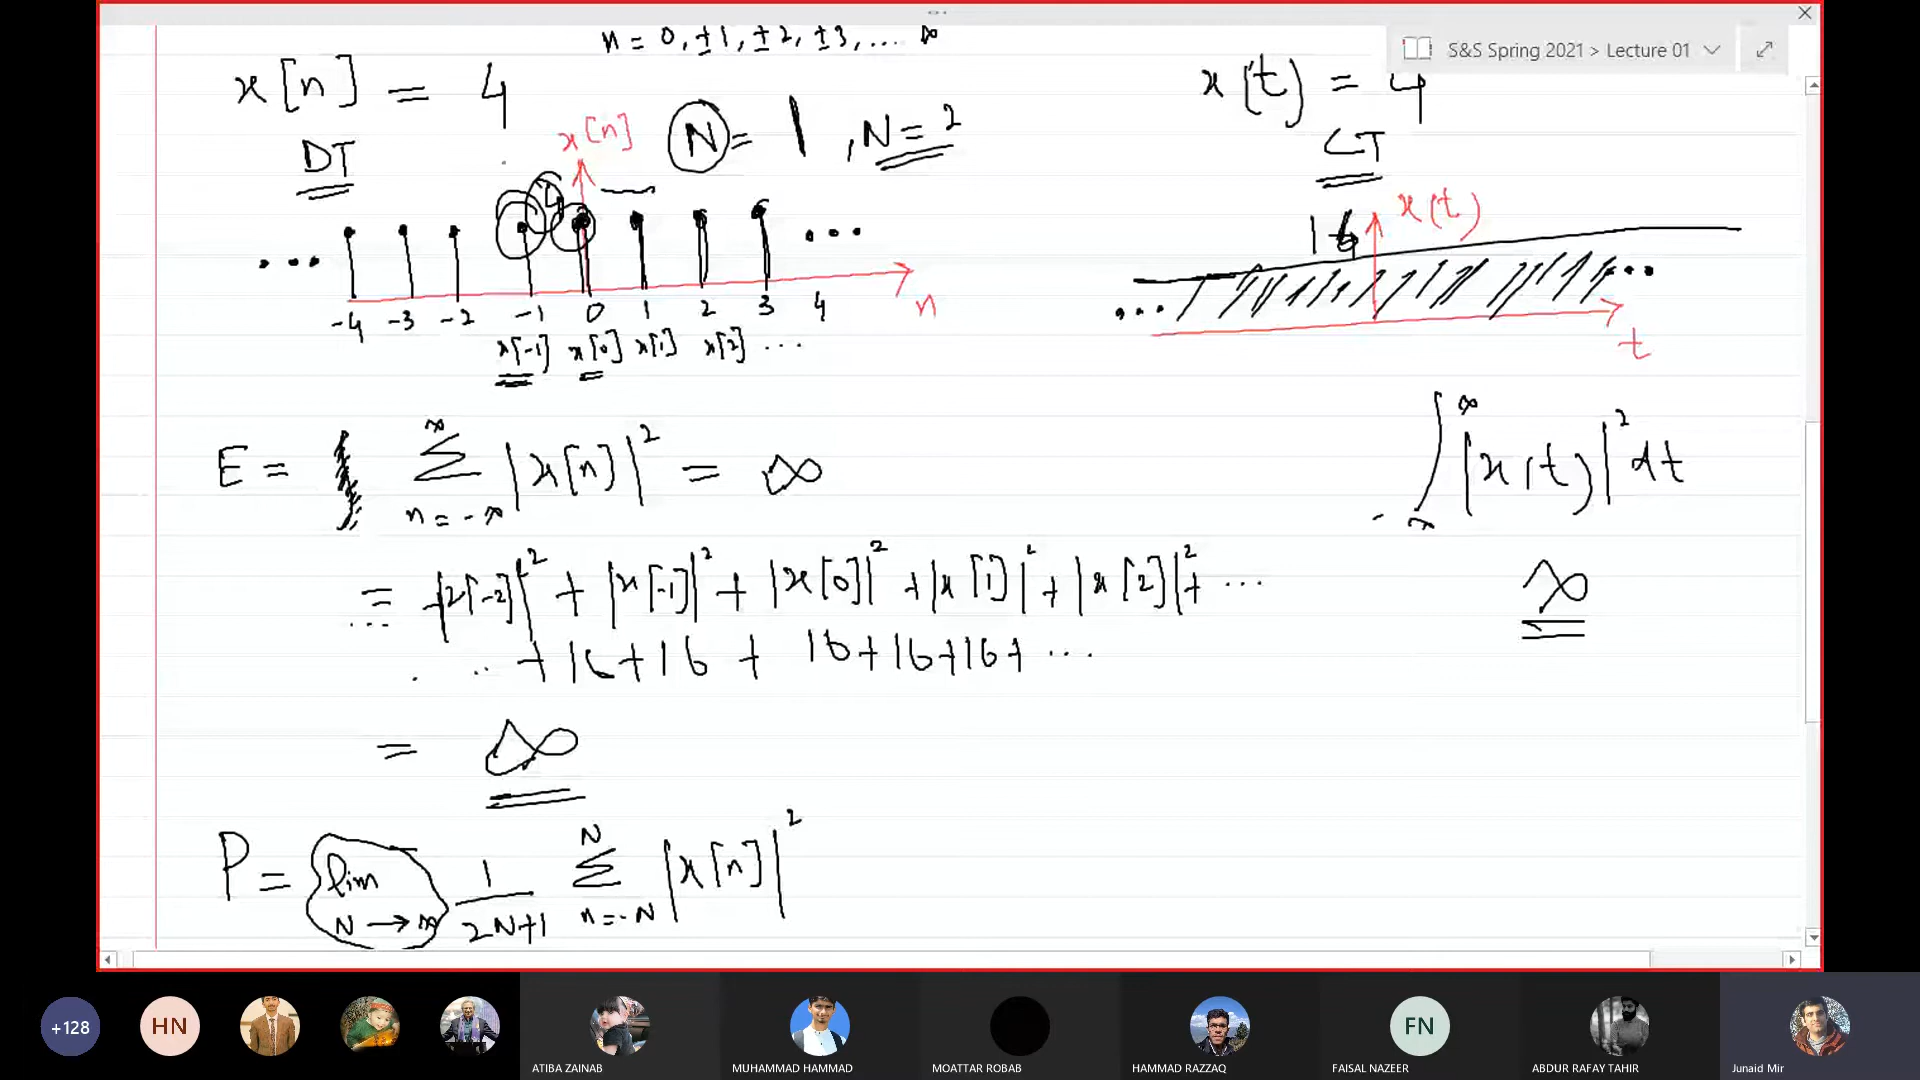 n = 0, ±1, ±2, ±3, ... ∞
S&S Spring 2021 > Lecture 01
x[n] = 4
x(t) = 4
DT
x[n]
N = 1, N = 2
CT
4
16
x(t)
-4 -3 -2 -1 0 1 2 3 4
n
x[-1] x[0] x[1] x[2] ...
t
E = ∑ n=-∞ ∞ |x[n]|² = ∞
∫ -∞ ∞ |x(t)|² dt
= ... |2[-2]|² + |x[-1]|² + |x[0]|² + |x[1]|² + |x[2]|² + ...
∞
... + 16 + 16 + 16 + 16 + 16 + ...
= ∞
P = lim N→∞ 1/2N+1 ∑ n=-N N |x[n]|²
+128
HN
FN
ATIBA ZAINAB
MUHAMMAD HAMMAD
MOATTAR ROBAB
HAMMAD RAZZAQ
FAISAL NAZEER
ABDUR RAFAY TAHIR
Junaid Mir